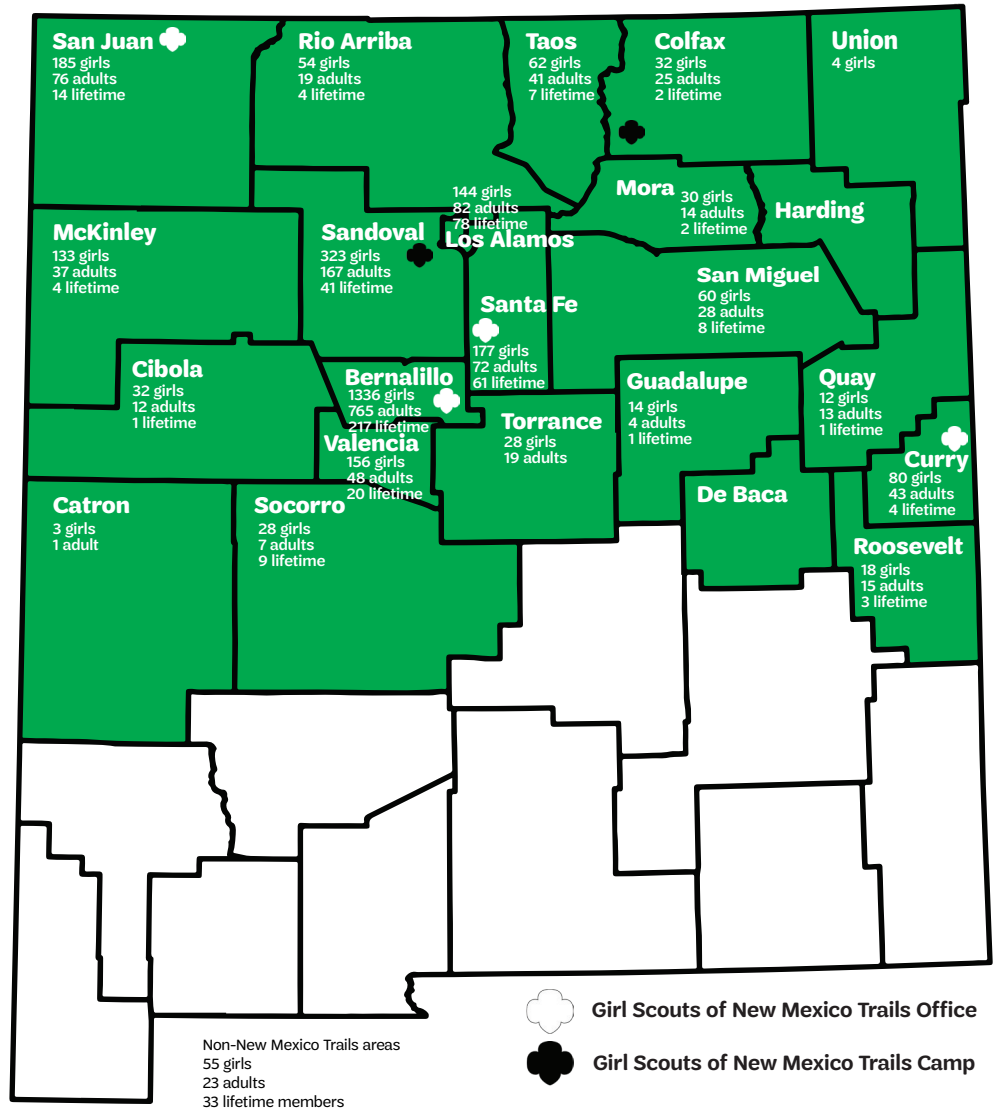 San Juan
185 girls
76 adults
14 lifetime
Rio Arriba
54 girls
19 adults
4 lifetime
Taos
62 girls
41 adults
7 lifetime
Colfax
32 girls
25 adults
2 lifetime
Union
4 girls
Mora
30 girls
14 adults
2 lifetime
Harding
McKinley
133 girls
37 adults
4 lifetime
Sandoval
323 girls
167 adults
41 lifetime
144 girls
82 adults
78 lifetime
Los Alamos
Santa Fe
177 girls
72 adults
61 lifetime
San Miguel
60 girls
28 adults
8 lifetime
Cibola
32 girls
12 adults
1 lifetime
Bernalillo
1336 girls
765 adults
217 lifetime
Valencia
156 girls
48 adults
20 lifetime
Torrance
28 girls
19 adults
Guadalupe
14 girls
4 adults
1 lifetime
Quay
12 girls
13 adults
1 lifetime
Curry
80 girls
43 adults
4 lifetime
Catron
3 girls
1 adult
Socorro
28 girls
7 adults
9 lifetime
De Baca
Roosevelt
18 girls
15 adults
3 lifetime
Girl Scouts of New Mexico Trails Office
Girl Scouts of New Mexico Trails Camp
Non-New Mexico Trails areas
55 girls
23 adults
33 lifetime members